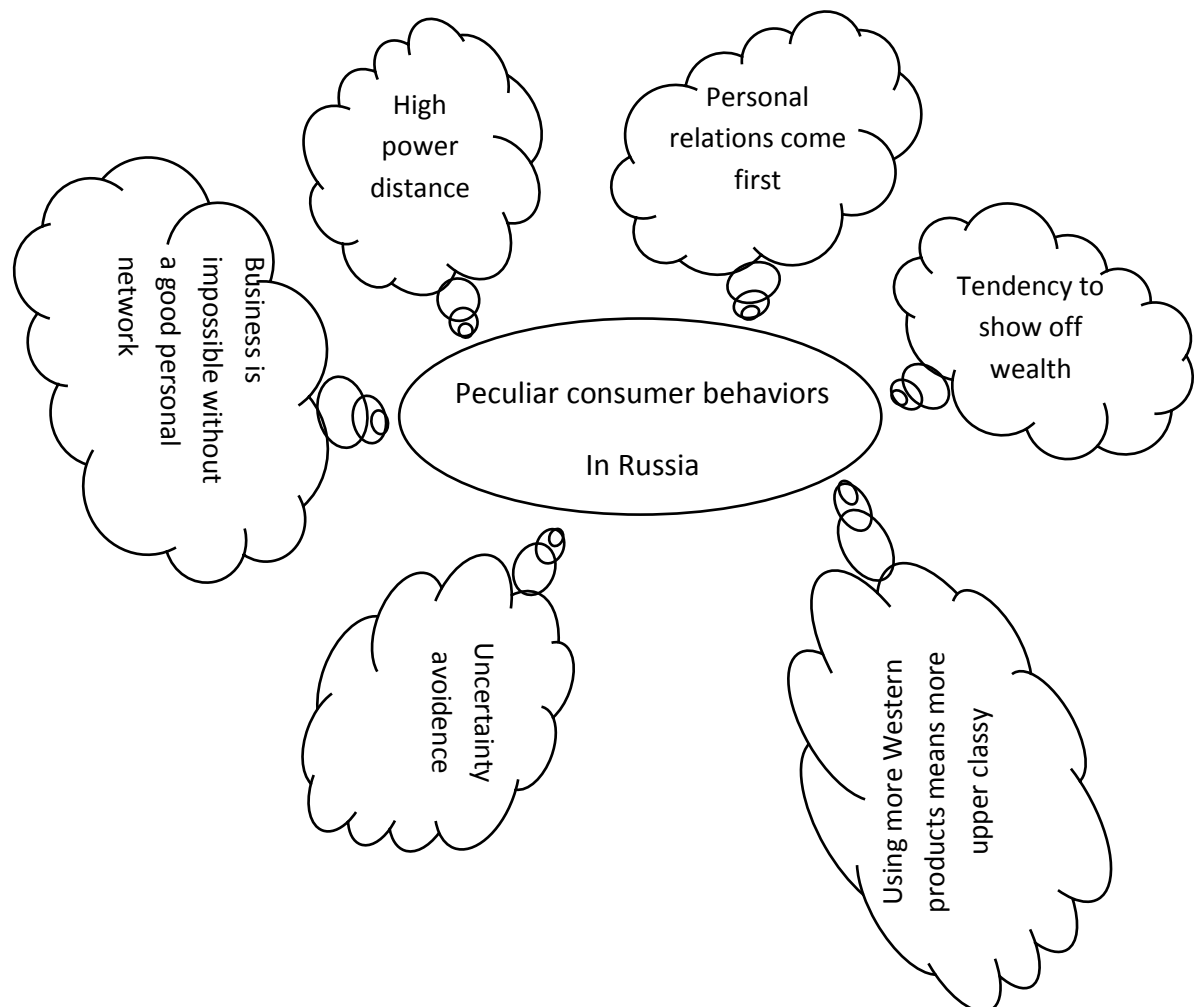 High
power
distance
Personal
relations come
first
Business is
impossible without
a good personal
network
Tendency to
show off
wealth
Peculiar consumer behaviors
In Russia
Uncertainty
avoidence
Using more Western
products means more
upper classy